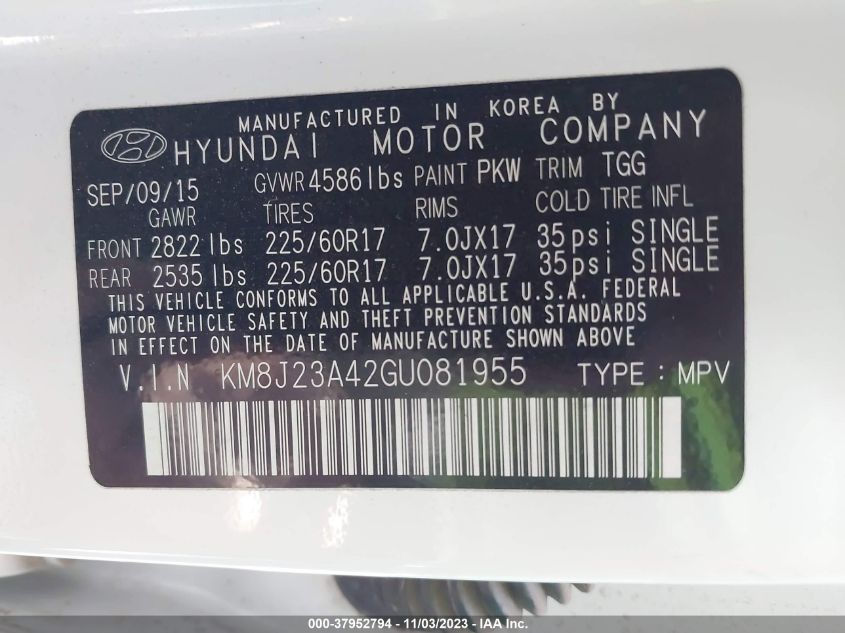 MANUFACTURED IN KOREA BY
HYUNDAI MOTOR COMPANY
SEP/09/15 GVWR 4586lbs PAINT PKW TRIM TGG
GAWR TIRES RIMS COLD TIRE INFL
FRONT 2822 lbs 225/60R17 7.0JX17 35psi SINGLE
REAR 2535 lbs 225/60R17 7.0JX17 35psi SINGLE
THIS VEHICLE CONFORMS TO ALL APPLICABLE U.S.A. FEDERAL
MOTOR VEHICLE SAFETY AND THEFT PREVENTION STANDARDS
IN EFFECT ON THE DATE OF MANUFACTURE SHOWN ABOVE
V.I.N KM8J23A42GU081955 TYPE : MPV
000-37952794 - 11/03/2023 - IAA Inc.